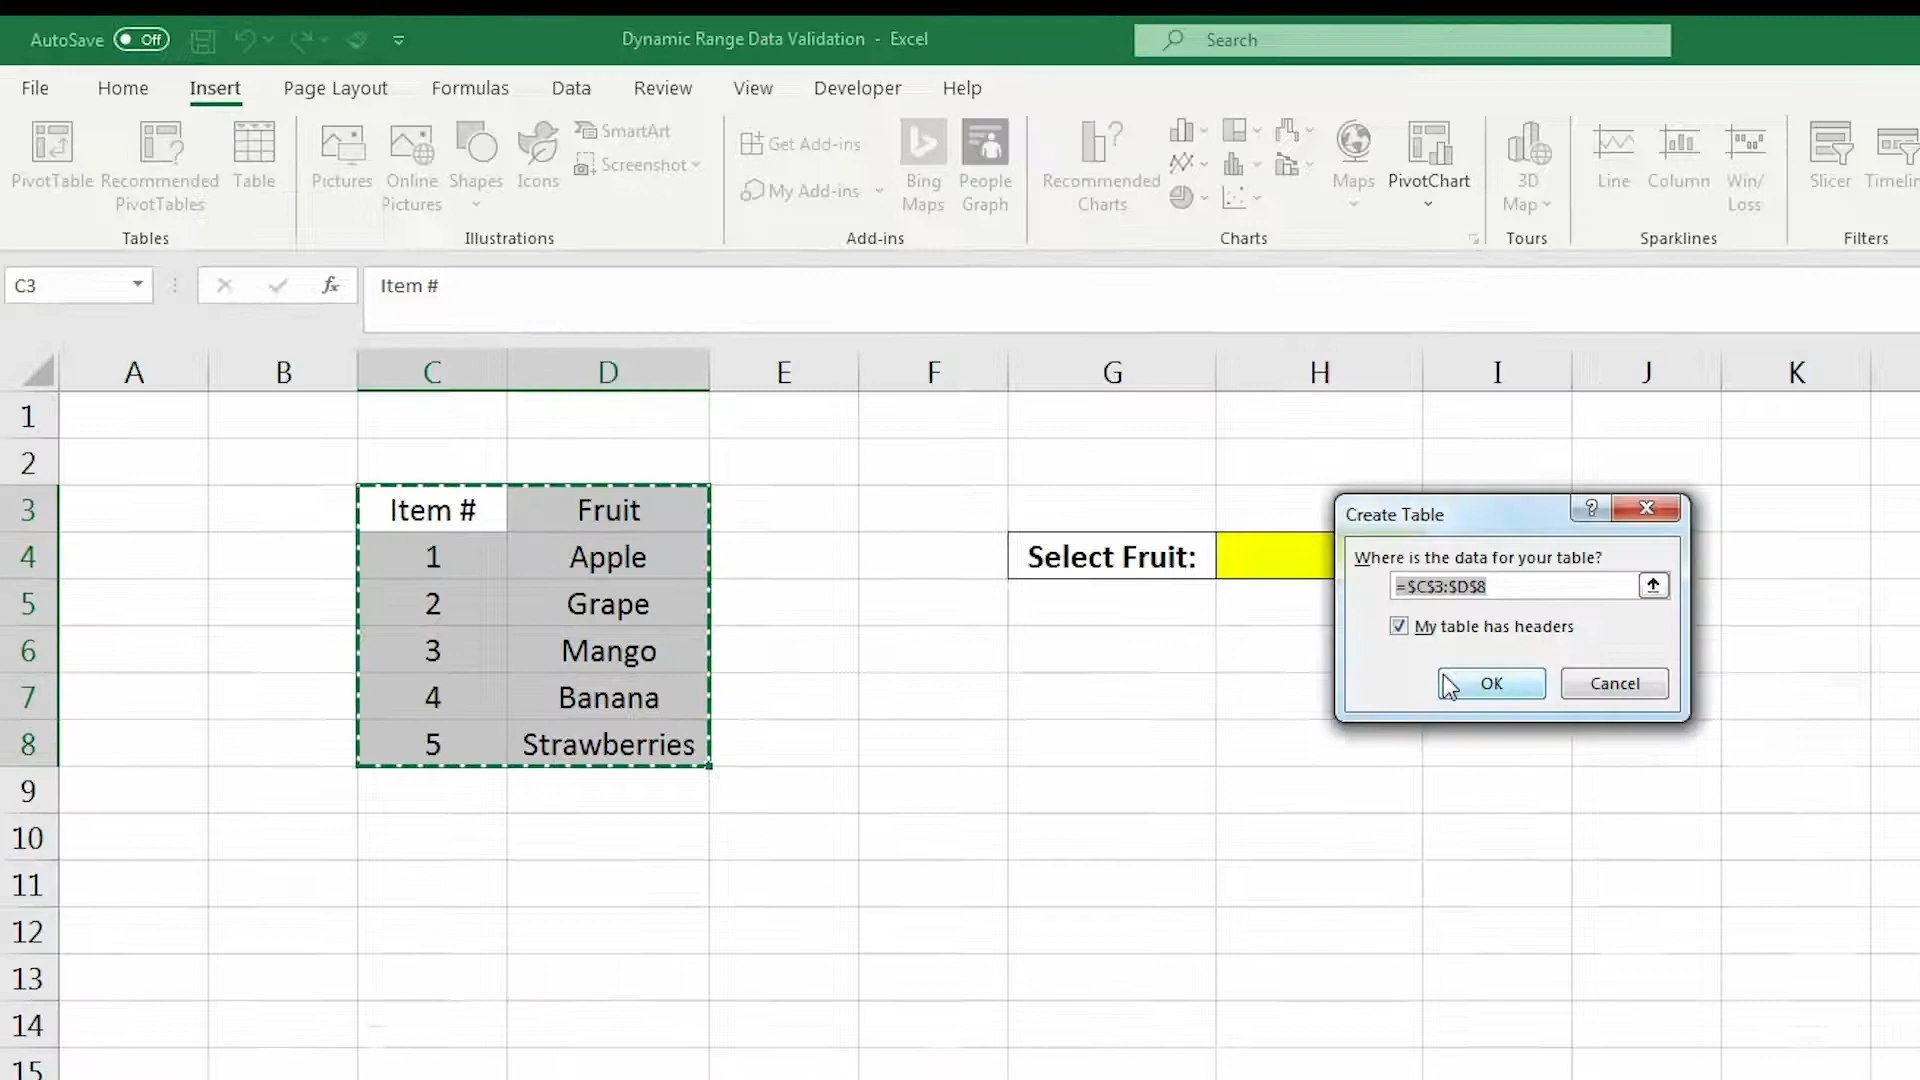 AutoSave Off Dynamic Range Data Validation - Excel Search
File Home Insert Page Layout Formulas Data Review View Developer Help
PivotTable Recommended PivotTables Table Pictures Online Pictures Shapes Icons SmartArt Screenshot Get Add-ins My Add-ins Bing Maps People Graph Recommended Charts Maps PivotChart 3D Map Line Column Win/Loss Slicer Timelin
Tables Illustrations Add-ins Charts Tours Sparklines Filters
C3 fx Item #
A B C D E F G H I J K
1
2
3 Item # Fruit
4 1 Apple Select Fruit:
5 2 Grape
6 3 Mango
7 4 Banana
8 5 Strawberries
9
10
11
12
13
14
15
Create Table ?
Where is the data for your table?
=$C$3:$D$8
My table has headers
OK Cancel